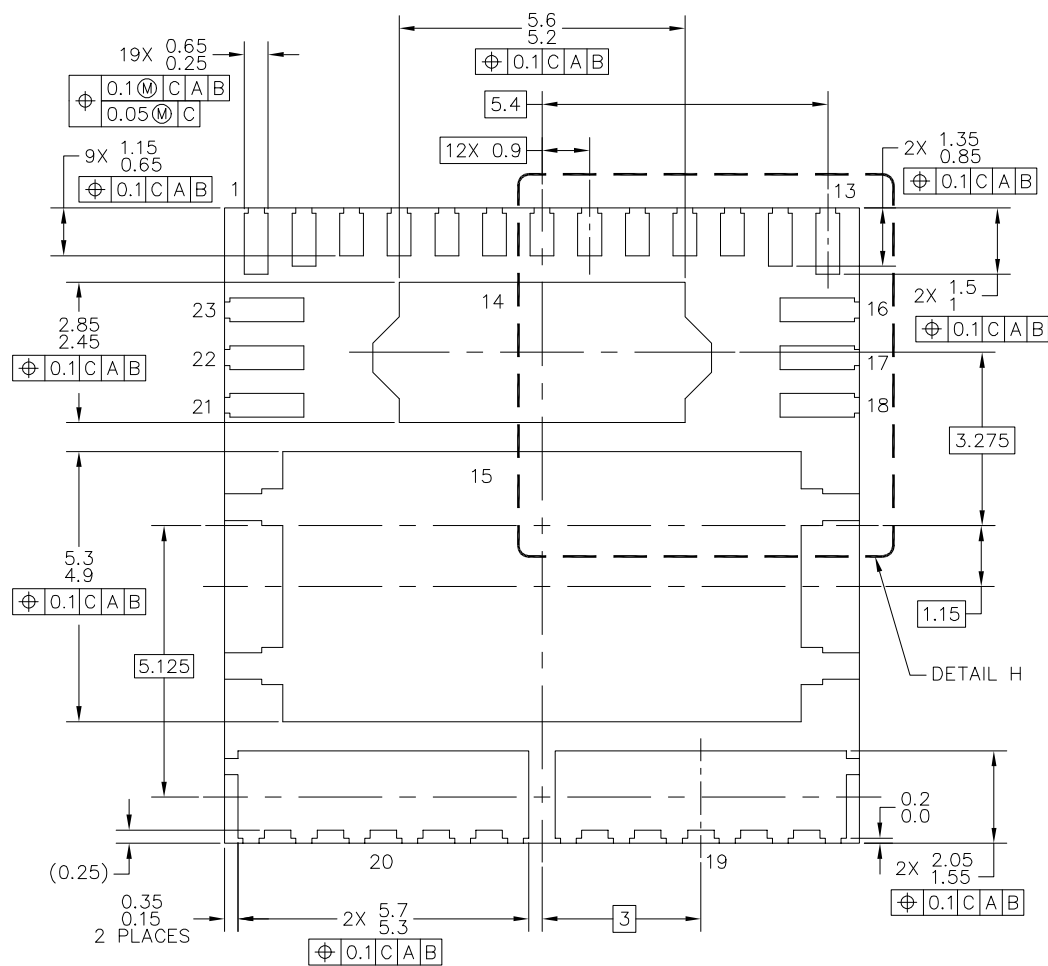 5.6
5.2
⌖ 0.1 C A B
19X 0.65
0.25
⌖ 0.1 Ⓜ C A B
0.05 Ⓜ C
5.4
12X 0.9
9X 1.15
0.65
⌖ 0.1 C A B
2X 1.35
0.85
⌖ 0.1 C A B
1
13
2X 1.5
1
⌖ 0.1 C A B
14
23
16
2.85
2.45
⌖ 0.1 C A B
22
17
21
18
3.275
15
5.3
4.9
⌖ 0.1 C A B
1.15
5.125
DETAIL H
0.2
0.0
(0.25)
20
19
2X 2.05
1.55
⌖ 0.1 C A B
0.35
0.15
2 PLACES
2X 5.7
5.3
⌖ 0.1 C A B
3